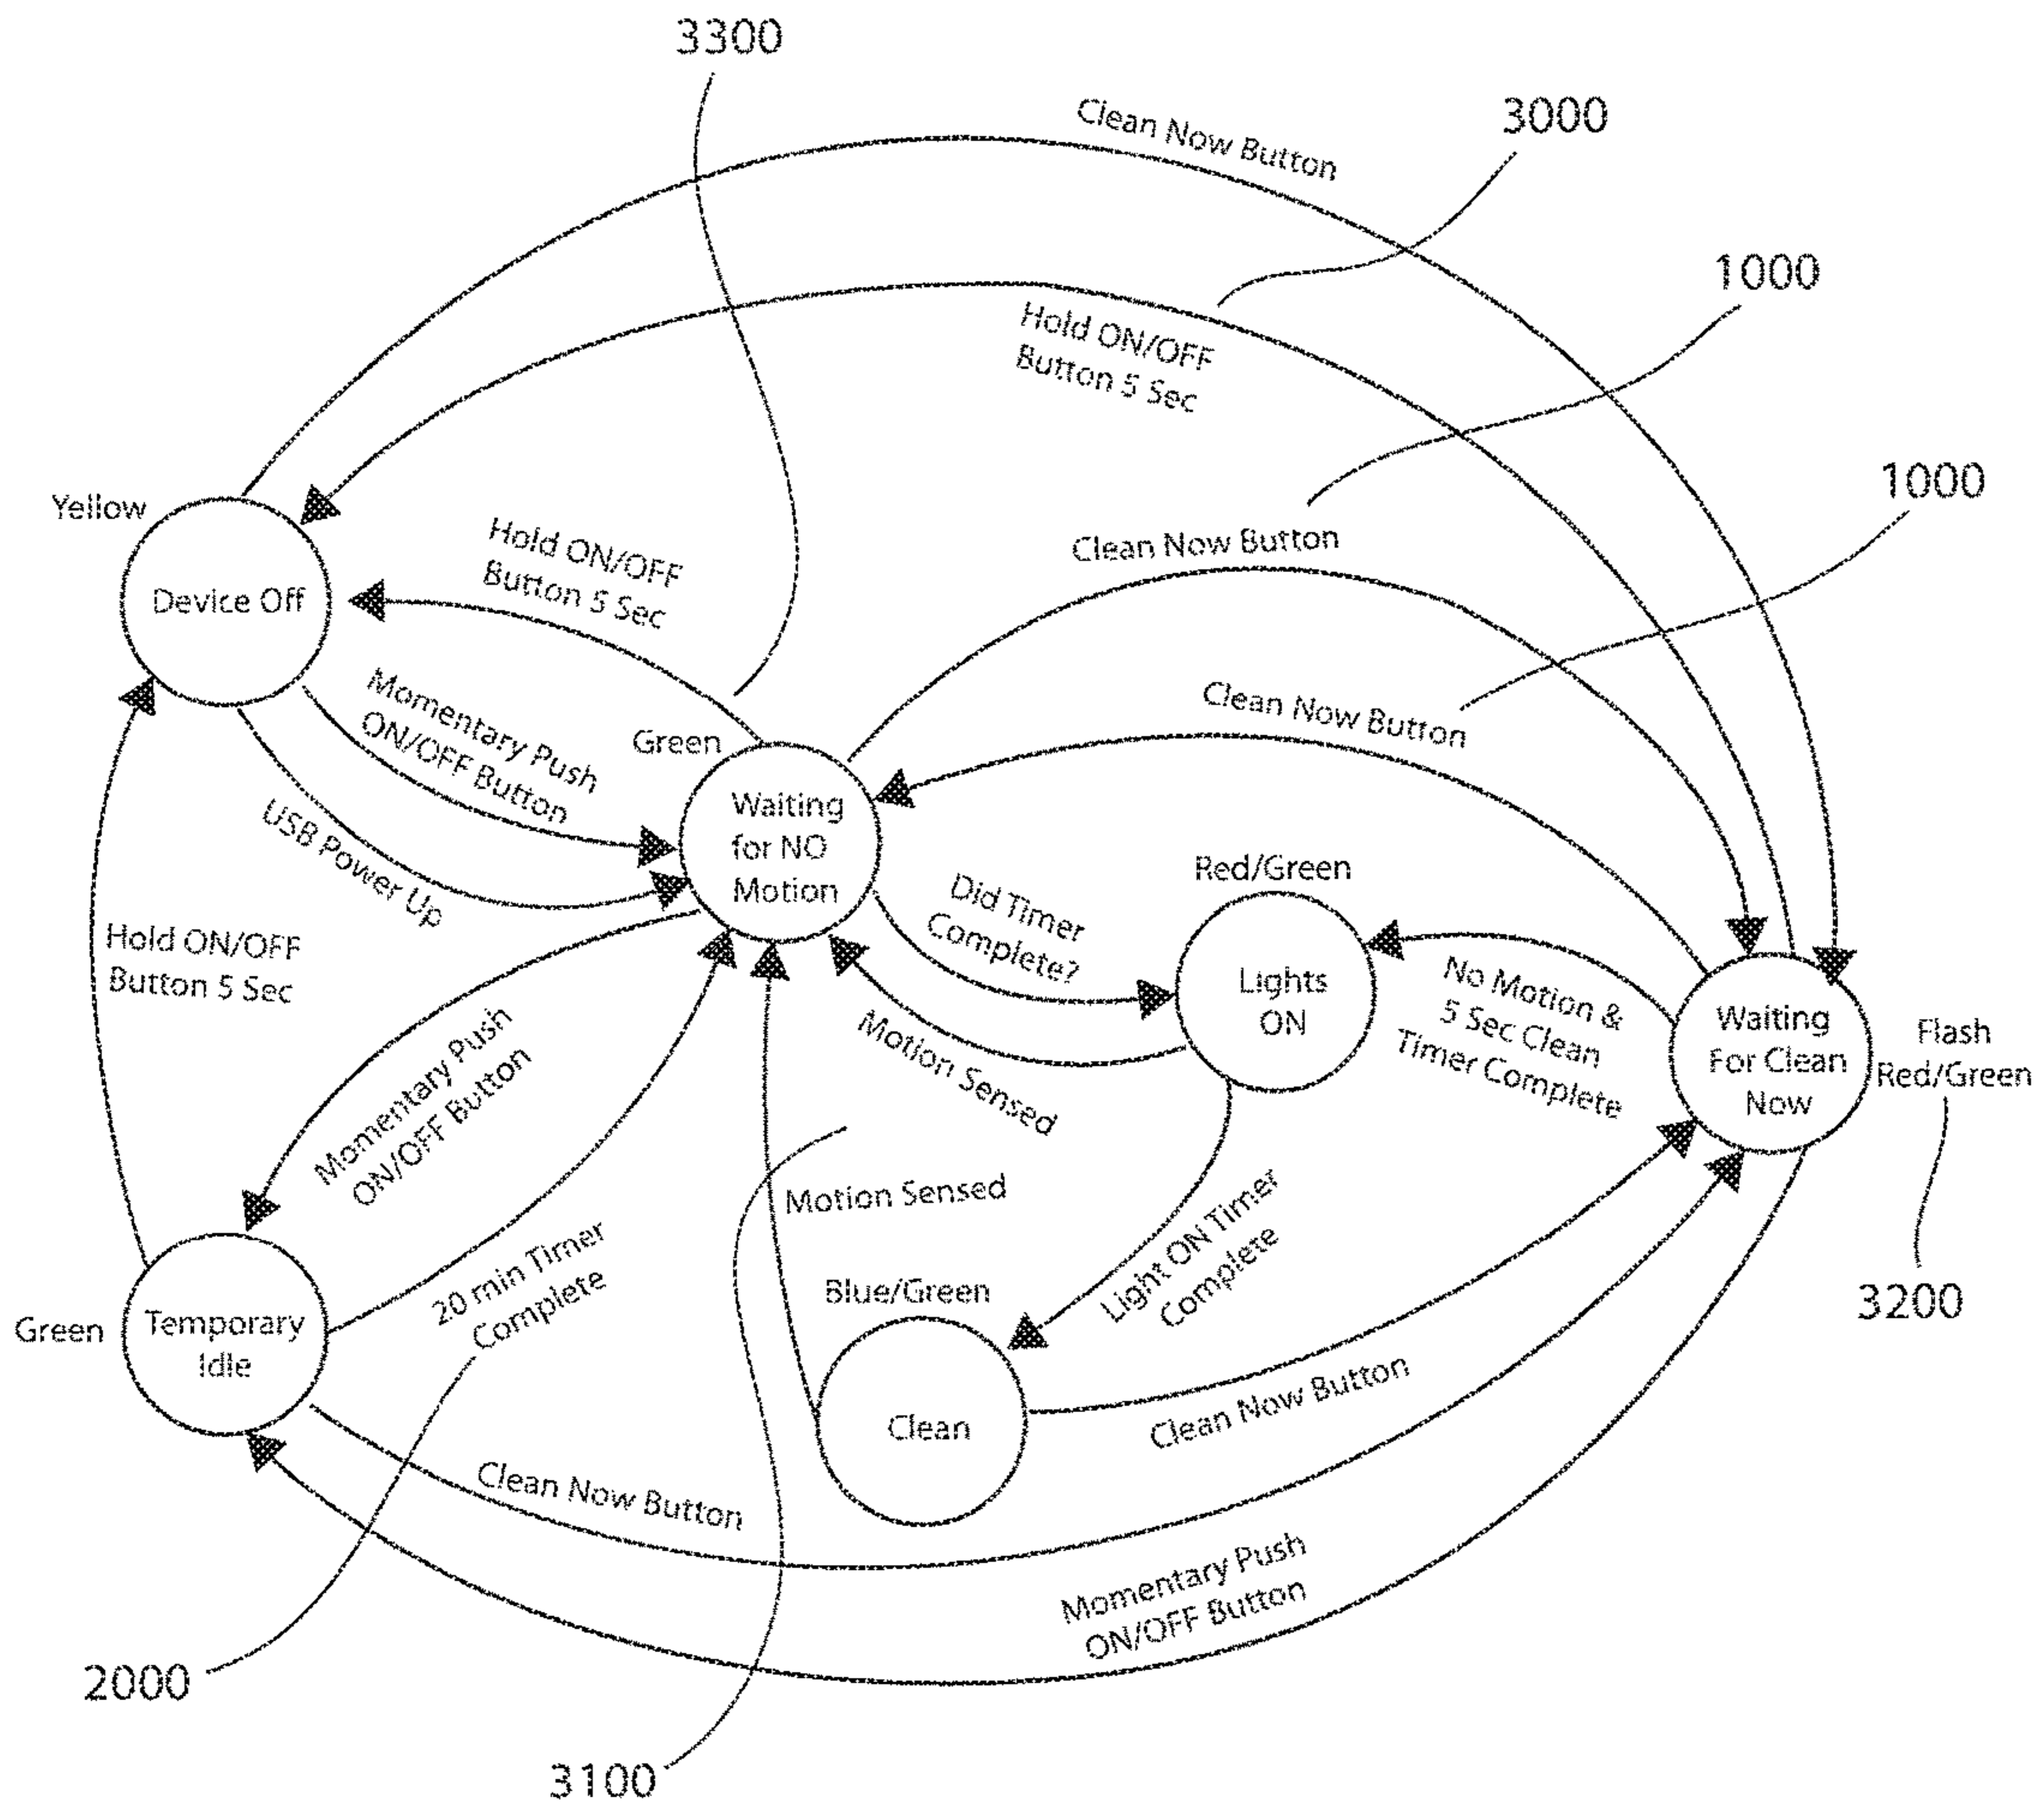 3300
3000
1000
1000
Clean Now Button
Hold ON/OFF
Button 5 Sec
Clean Now Button
Clean Now Button
Yellow
Device Off
Hold ON/OFF
Button 5 Sec
Momentary Push
ON/OFF Button
USB Power Up
Green
Waiting
for NO
Motion
Did Timer
Complete?
Red/Green
Lights
ON
No Motion &
5 Sec Clean
Timer Complete
Waiting
For Clean
Now
Flash
Red/Green
3200
Hold ON/OFF
Button 5 Sec
Momentary Push
ON/OFF Button
Motion Sensed
Motion Sensed
Light ON Timer
Complete
20 min Timer
Complete
Green
Temporary
Idle
Blue/Green
Clean
Clean Now Button
Clean Now Button
Momentary Push
ON/OFF Button
2000
3100